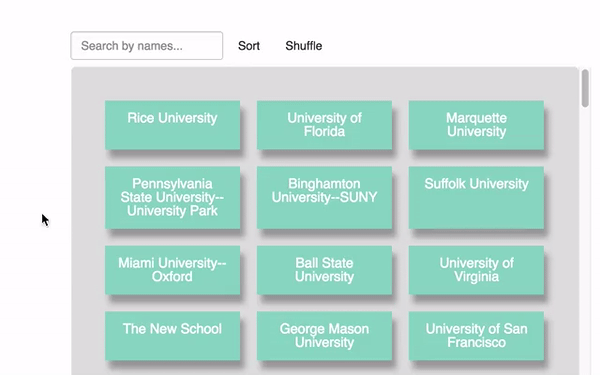 Search by names...
Sort
Shuffle
Rice University
University of
Florida
Marquette
University
Pennsylvania
State University--
University Park
Binghamton
University--SUNY
Suffolk University
Miami University--
Oxford
Ball State
University
University of
Virginia
The New School
George Mason
University
University of San
Francisco